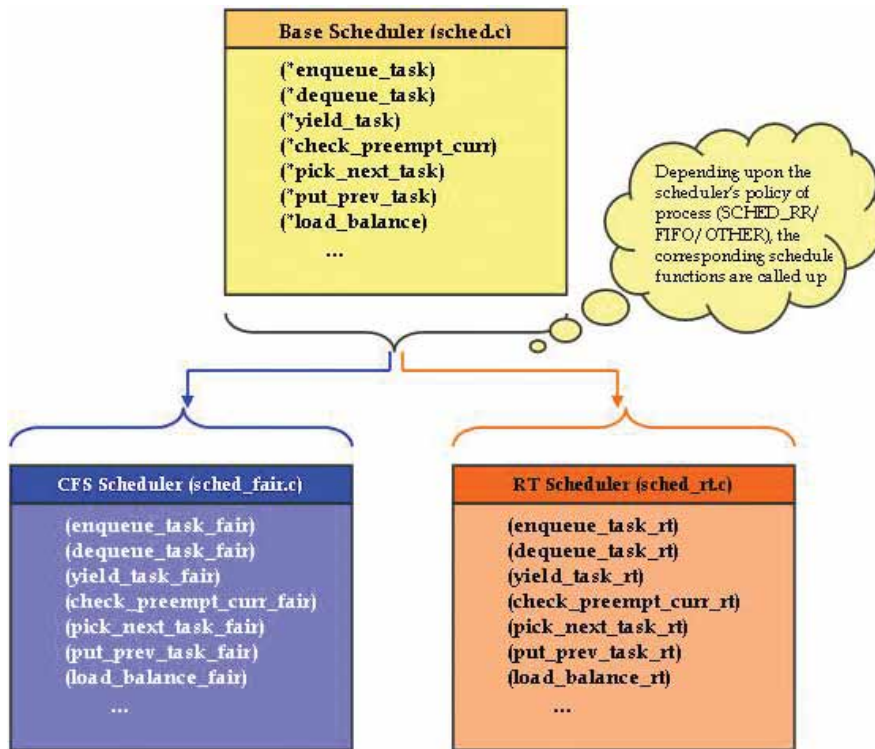 Base Scheduler (sched.c)
(*enqueue_task)
(*dequeue_task)
(*yield_task)
(*check_preempt_curr)
(*pick_next_task)
(*put_prev_task)
(*load_balance)
...
Depending upon the
scheduler's policy of
process (SCHED_RR/
FIFO/ OTHER), the
corresponding schedule
functions are called up
CFS Scheduler (sched_fair.c)
(enqueue_task_fair)
(dequeue_task_fair)
(yield_task_fair)
(check_preempt_curr_fair)
(pick_next_task_fair)
(put_prev_task_fair)
(load_balance_fair)
...
RT Scheduler (sched_rt.c)
(enqueue_task_rt)
(dequeue_task_rt)
(yield_task_rt)
(check_preempt_curr_rt)
(pick_next_task_rt)
(put_prev_task_rt)
(load_balance_rt)
...